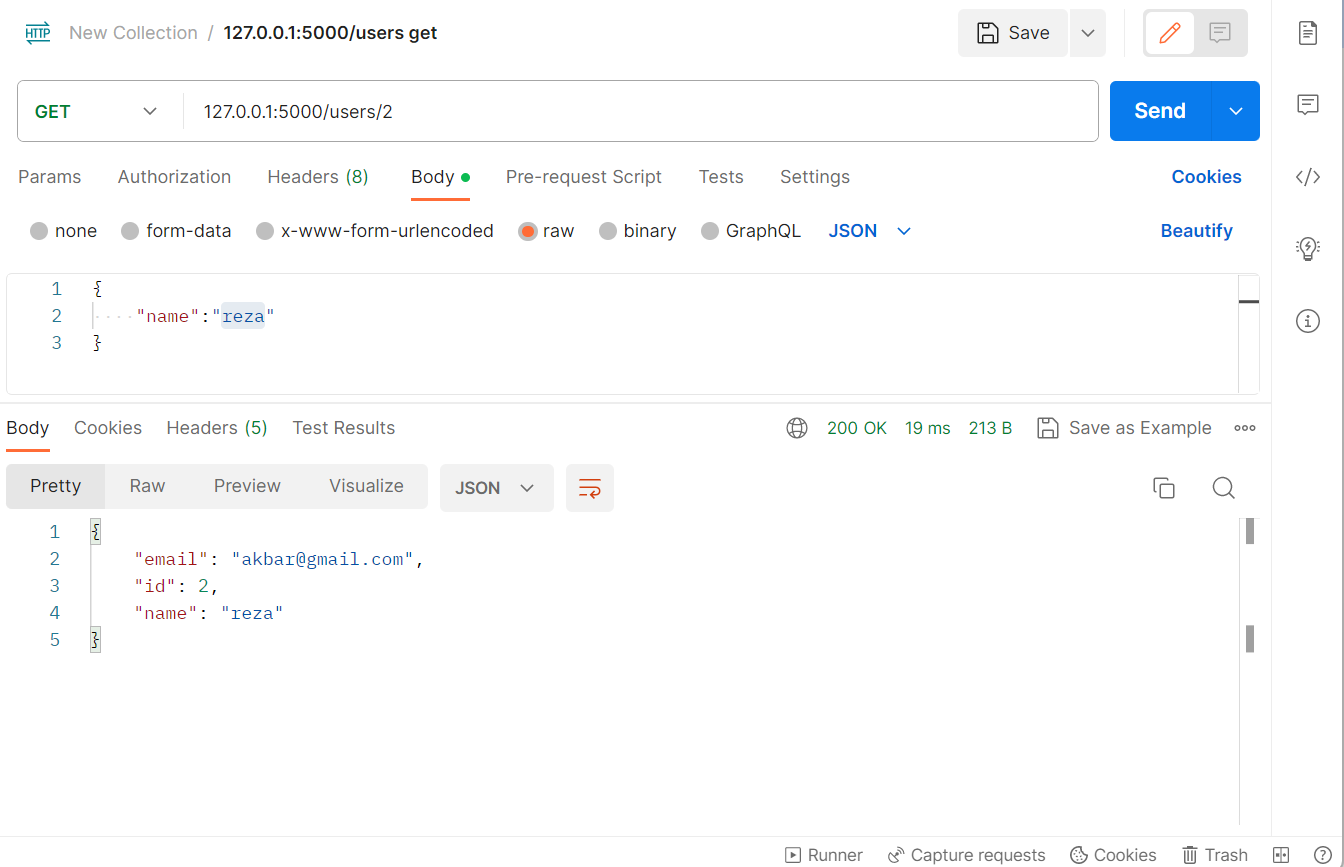 HTTP New Collection / 127.0.0.1:5000/users get Save
GET 127.0.0.1:5000/users/2 Send
Params Authorization Headers (8) Body Pre-request Script Tests Settings Cookies
none form-data x-www-form-urlencoded raw binary GraphQL JSON Beautify
1 {
2 ····"name":"reza"
3 }
Body Cookies Headers (5) Test Results 200 OK 19 ms 213 B Save as Example
Pretty Raw Preview Visualize JSON
1 {
2 "email": "akbar@gmail.com",
3 "id": 2,
4 "name": "reza"
5 }
Runner Capture requests Cookies Trash